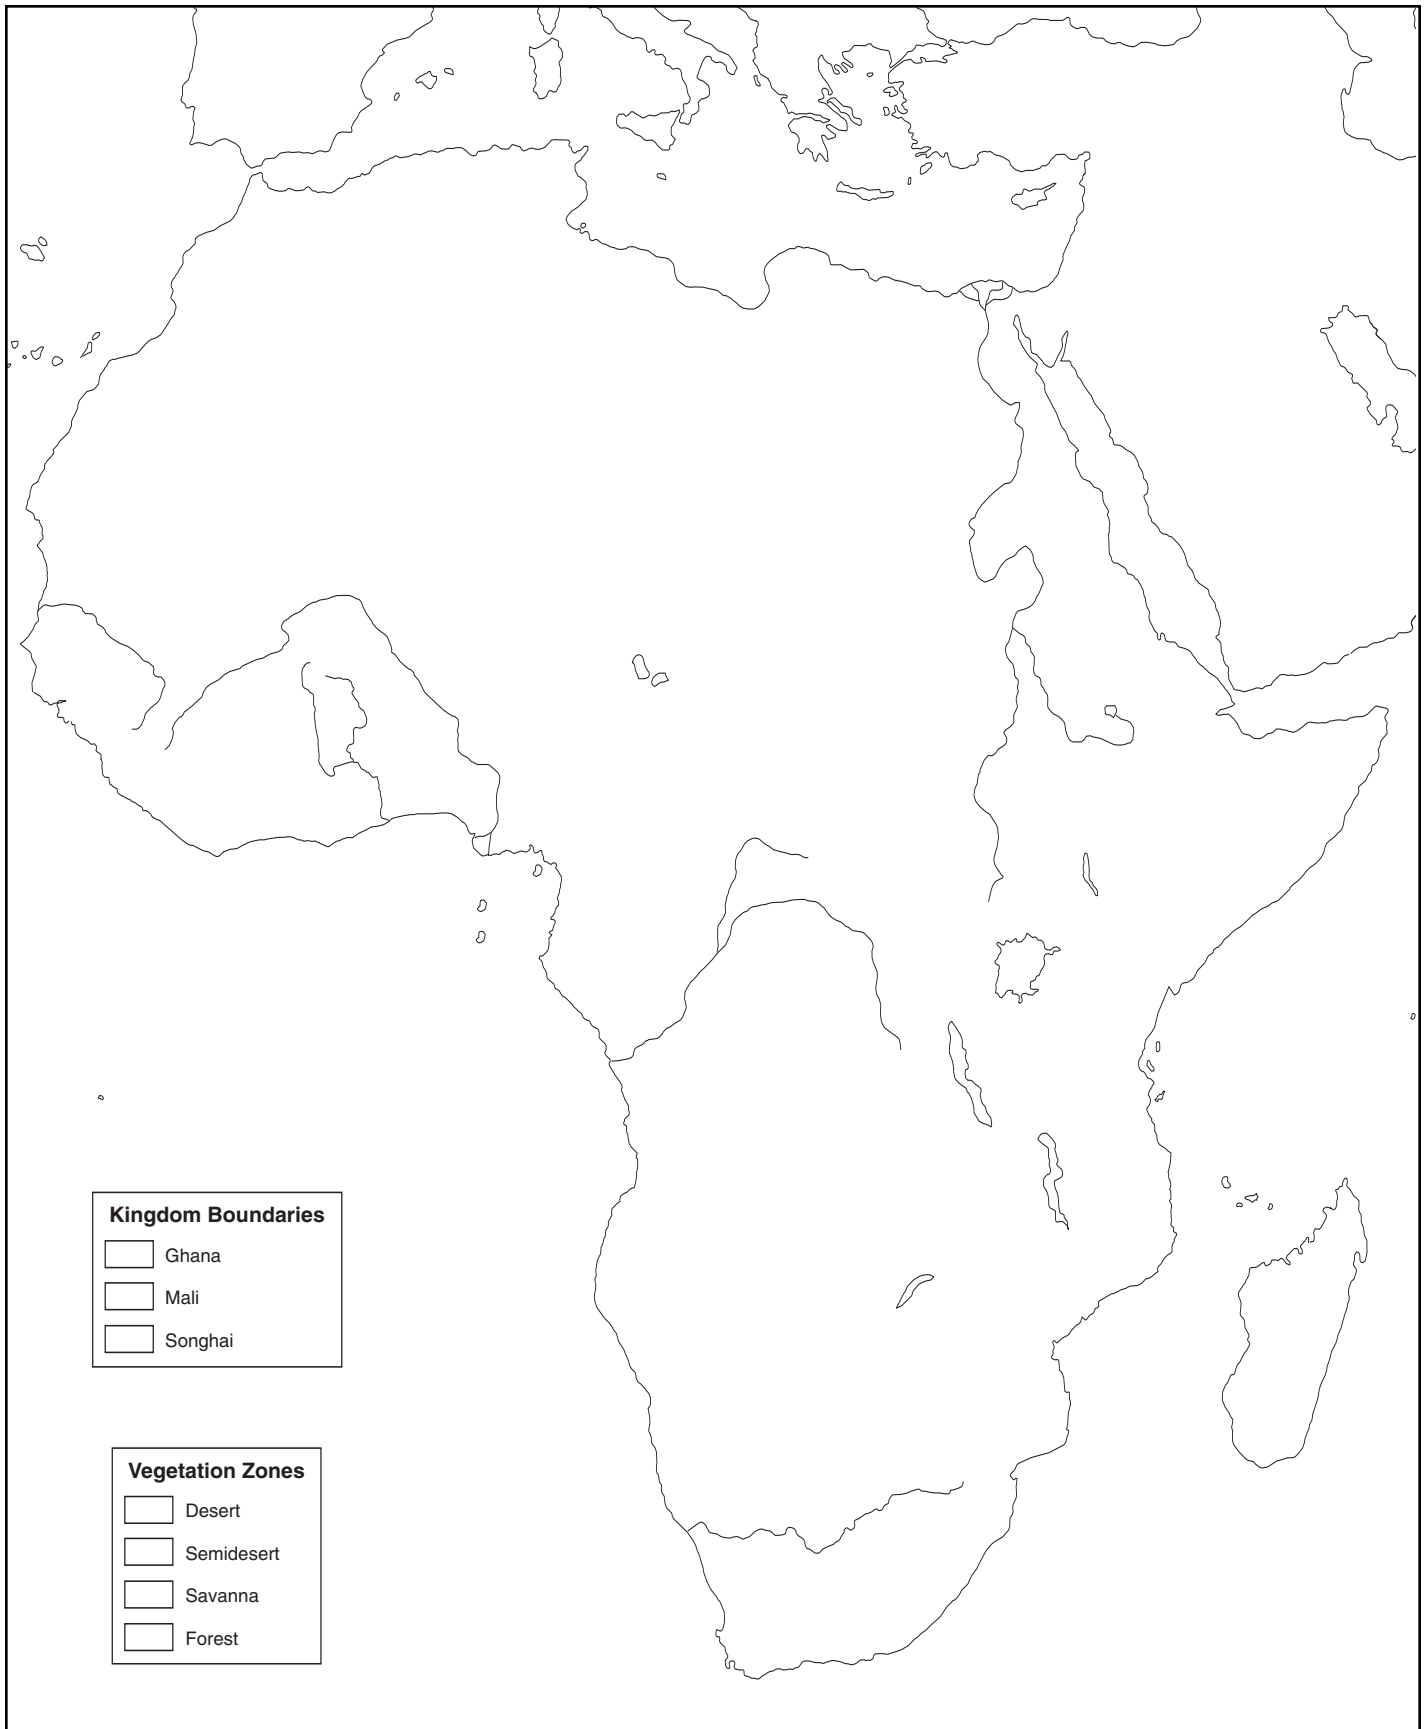 Kingdom Boundaries
Ghana
Mali
Songhai
Vegetation Zones
Desert
Semidesert
Savanna
Forest